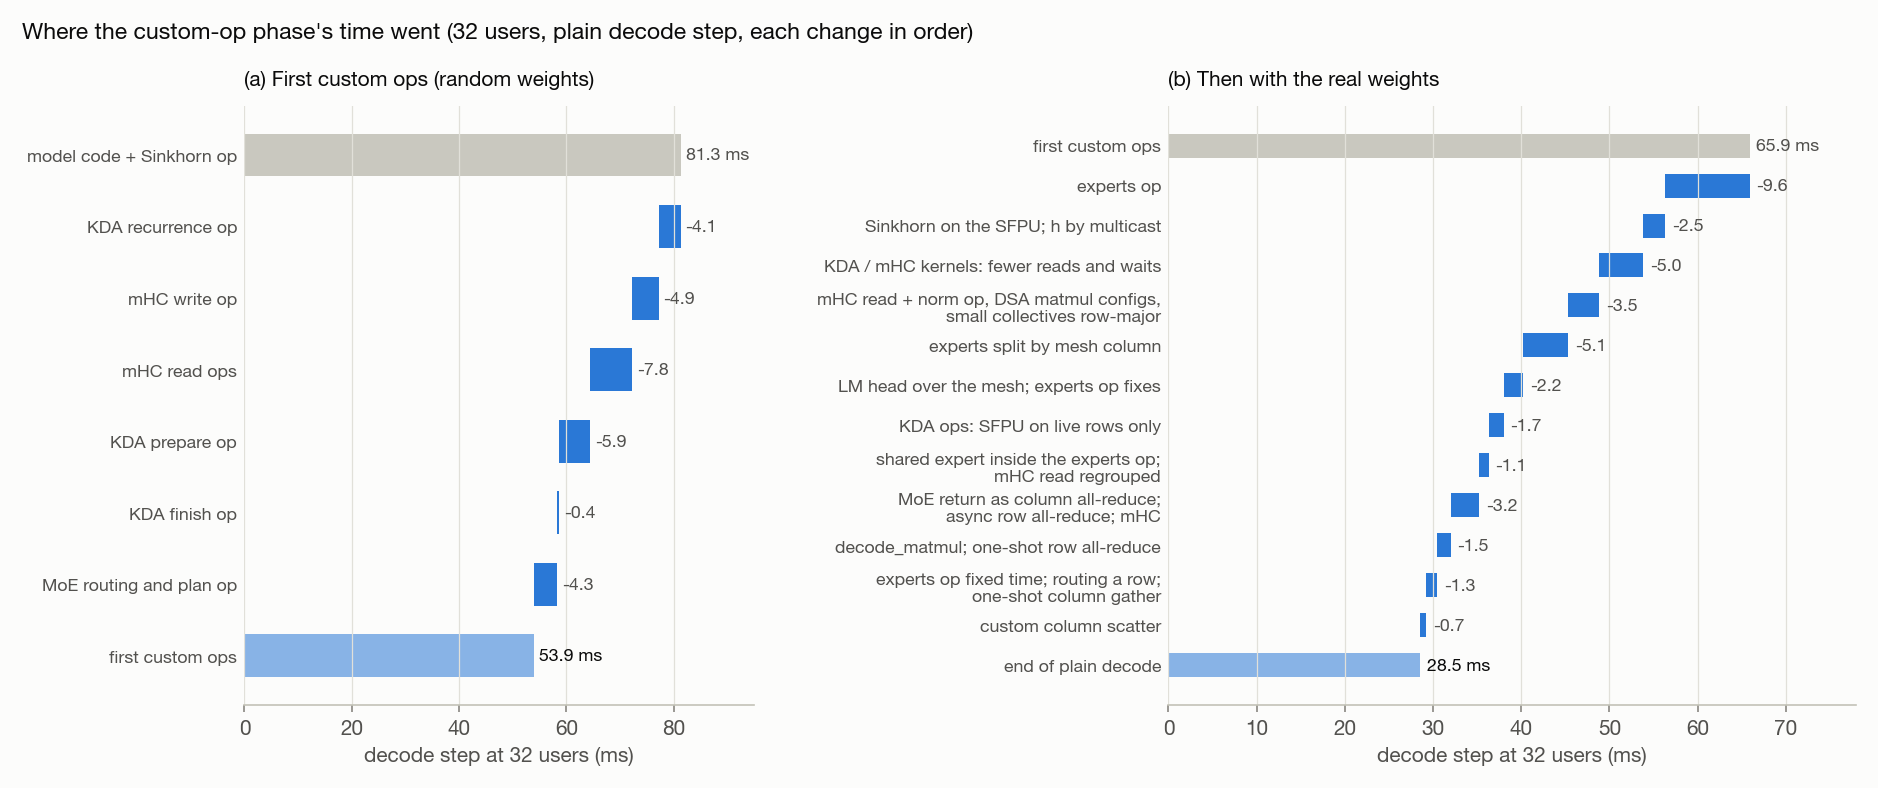 Where the custom-op phase's time went (32 users, plain decode step, each change in order)
(a) First custom ops (random weights)
model code + Sinkhorn op
81.3 ms
KDA recurrence op
-4.1
mHC write op
-4.9
mHC read ops
-7.8
KDA prepare op
-5.9
KDA finish op
-0.4
MoE routing and plan op
-4.3
first custom ops
53.9 ms
0 20 40 60 80
decode step at 32 users (ms)
(b) Then with the real weights
first custom ops
65.9 ms
experts op
-9.6
Sinkhorn on the SFPU; h by multicast
-2.5
KDA / mHC kernels: fewer reads and waits
-5.0
mHC read + norm op, DSA matmul configs,
small collectives row-major
-3.5
experts split by mesh column
-5.1
LM head over the mesh; experts op fixes
-2.2
KDA ops: SFPU on live rows only
-1.7
shared expert inside the experts op;
mHC read regrouped
-1.1
MoE return as column all-reduce;
async row all-reduce; mHC
-3.2
decode_matmul; one-shot row all-reduce
-1.5
experts op fixed time; routing a row;
one-shot column gather
-1.3
custom column scatter
-0.7
end of plain decode
28.5 ms
0 10 20 30 40 50 60 70
decode step at 32 users (ms)